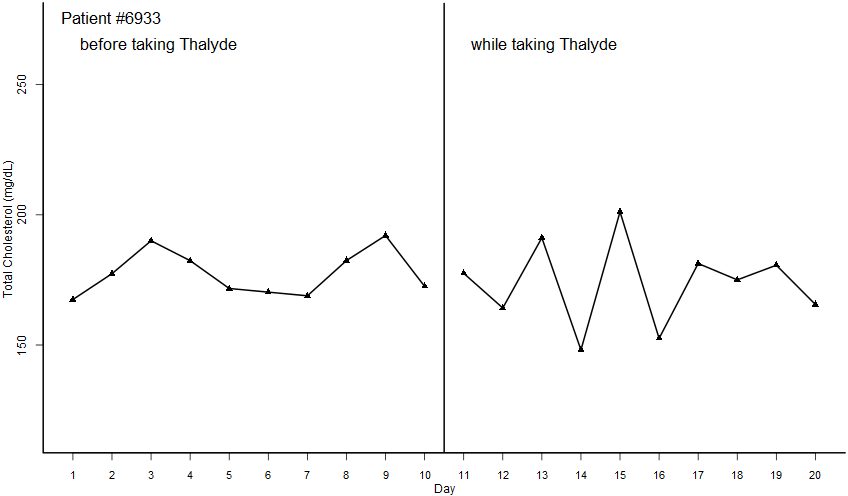 Patient #6933
before taking Thalyde
while taking Thalyde
Total Cholesterol (mg/dL)
250
200
150
1 2 3 4 5 6 7 8 9 10 11 12 13 14 15 16 17 18 19 20
Day